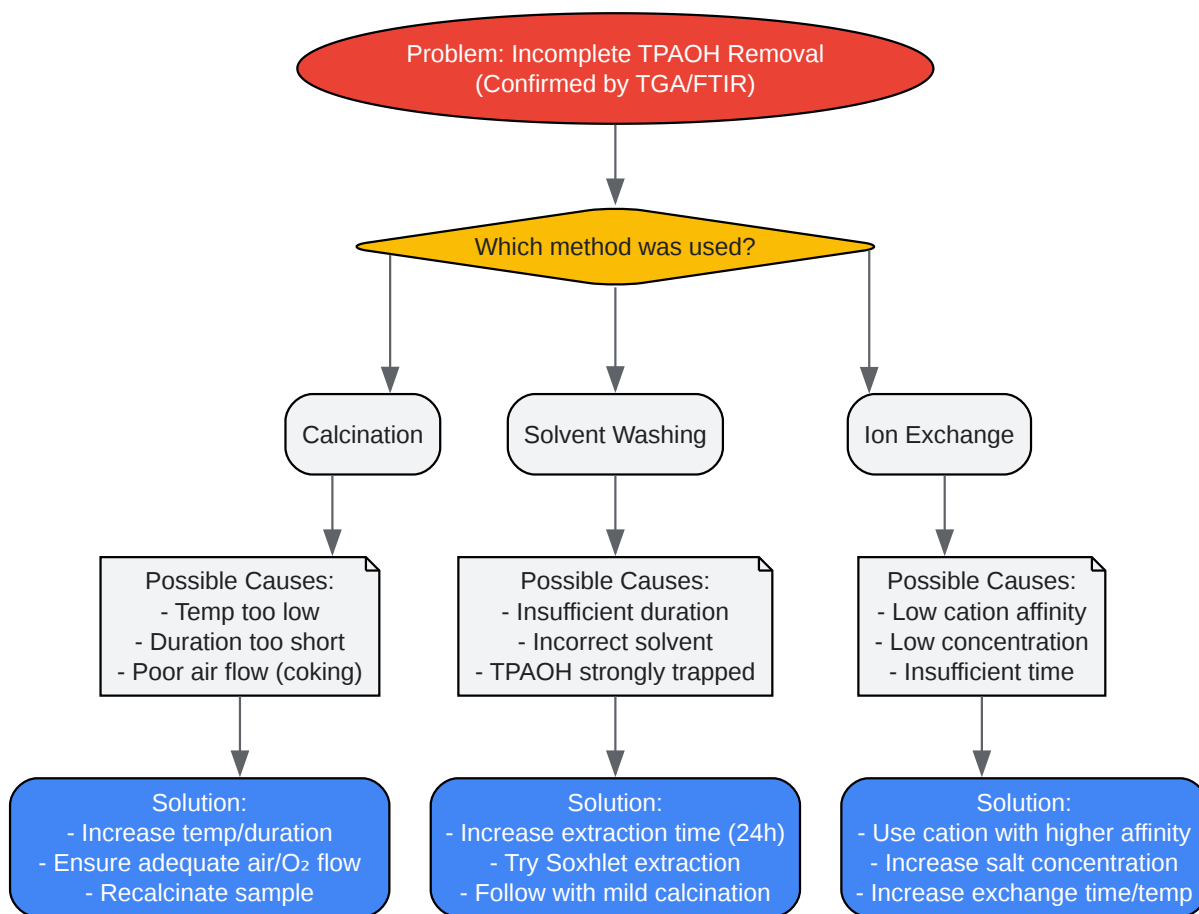 Problem: Incomplete TPAOH Removal
(Confirmed by TGA/FTIR)
Which method was used?
Calcination
Solvent Washing
Ion Exchange
Possible Causes:
- Temp too low
- Duration too short
- Poor air flow (coking)
Possible Causes:
- Insufficient duration
- Incorrect solvent
- TPAOH strongly trapped
Possible Causes:
- Low cation affinity
- Low concentration
- Insufficient time
Solution:
- Increase temp/duration
- Ensure adequate air/O₂ flow
- Recalcinate sample
Solution:
- Increase extraction time (24h)
- Try Soxhlet extraction
- Follow with mild calcination
Solution:
- Use cation with higher affinity
- Increase salt concentration
- Increase exchange time/temp